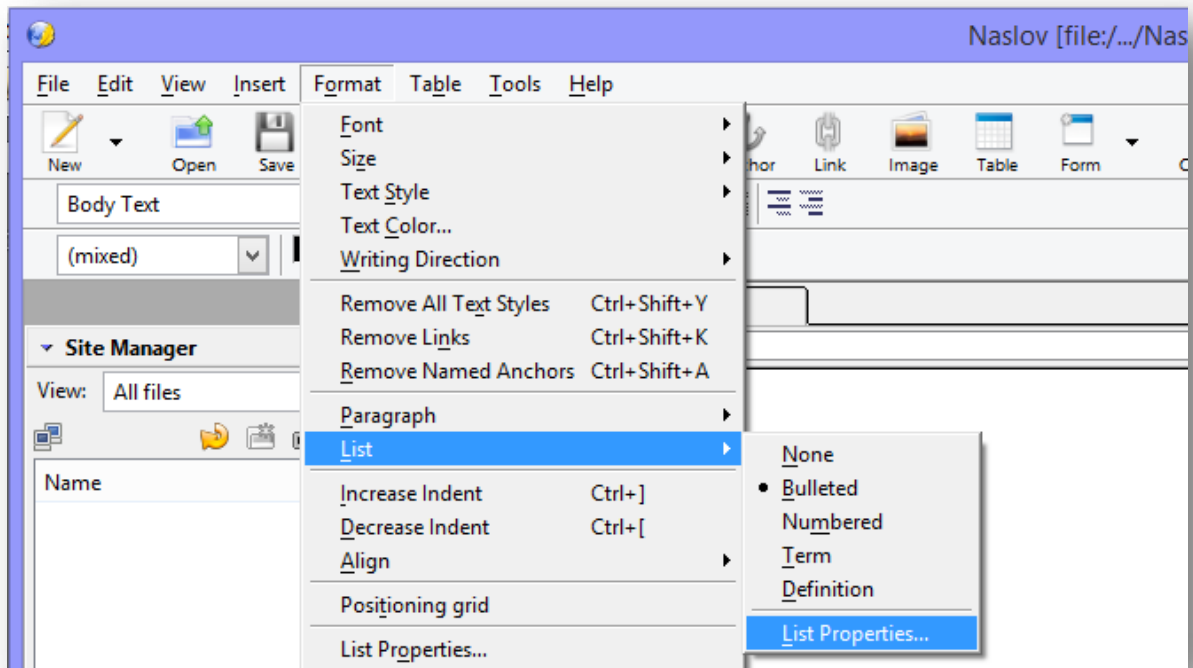 Naslov [file:/.../Nas
File Edit View Insert Format Table Tools Help
New Open Save hor Link Image Table Form
Body Text
(mixed)
Font
Size
Text Style
Text Color...
Writing Direction
Remove All Text Styles Ctrl+Shift+Y
Remove Links Ctrl+Shift+K
Remove Named Anchors Ctrl+Shift+A
Paragraph
List
Increase Indent Ctrl+]
Decrease Indent Ctrl+[
Align
Positioning grid
List Properties...
None
Bulleted
Numbered
Term
Definition
List Properties...
Site Manager
View: All files
Name